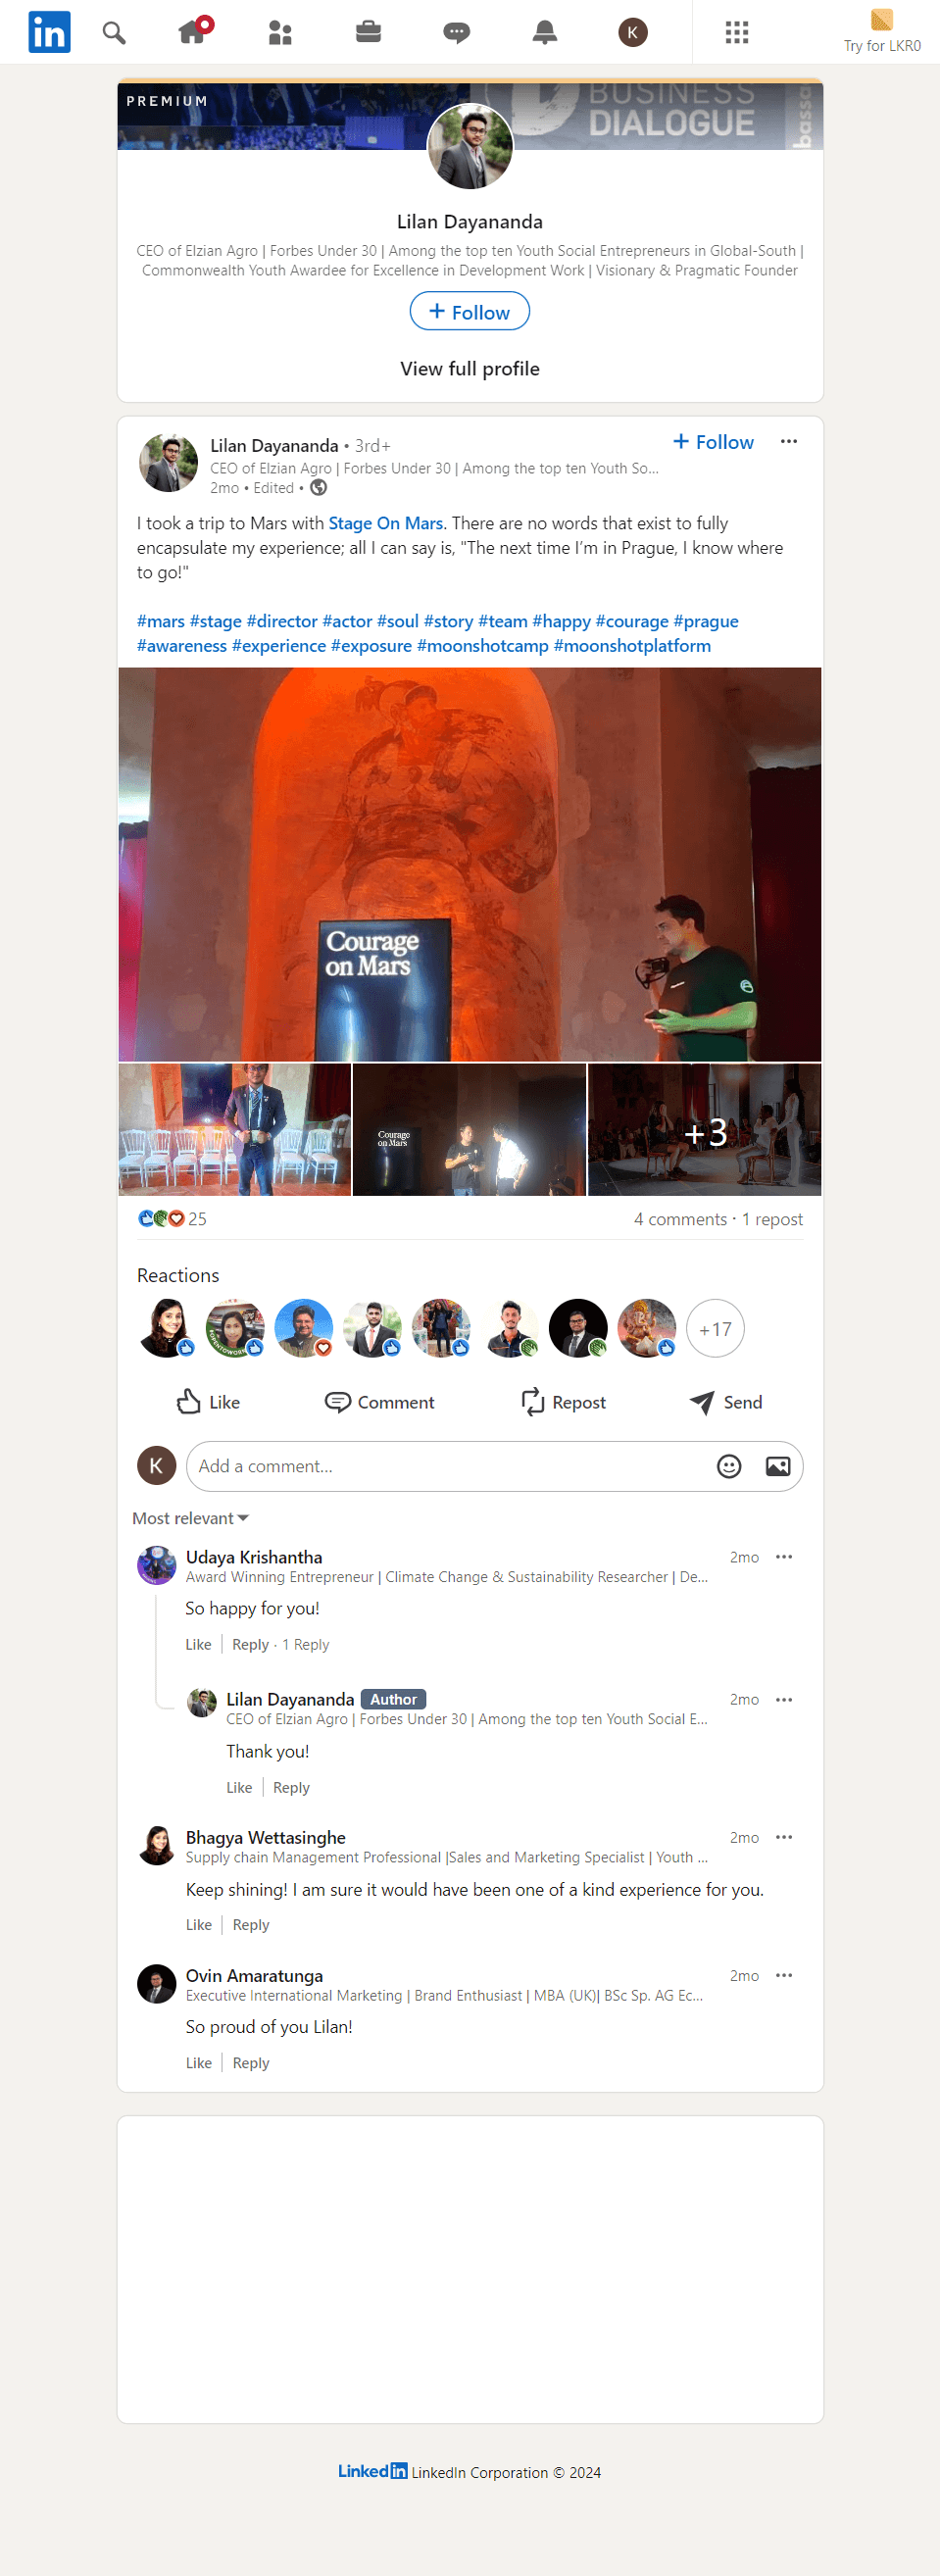 in
K
Try for LKR0
PREMIUM
BUSINESS
DIALOGUE
bassa
Lilan Dayananda
CEO of Elzian Agro | Forbes Under 30 | Among the top ten Youth Social Entrepreneurs in Global-South |
Commonwealth Youth Awardee for Excellence in Development Work | Visionary & Pragmatic Founder
+ Follow
View full profile
Lilan Dayananda • 3rd+
+ Follow
CEO of Elzian Agro | Forbes Under 30 | Among the top ten Youth So...
2mo • Edited •
I took a trip to Mars with Stage On Mars. There are no words that exist to fully
encapsulate my experience; all I can say is, "The next time I’m in Prague, I know where
to go!"
#mars #stage #director #actor #soul #story #team #happy #courage #prague
#awareness #experience #exposure #moonshotcamp #moonshotplatform
Courage
on Mars
Courage
on Mars
+3
25
4 comments · 1 repost
Reactions
+17
Like Comment Repost Send
K
Add a comment...
Most relevant
Udaya Krishantha 2mo
Award Winning Entrepreneur | Climate Change & Sustainability Researcher | De...
So happy for you!
Like Reply · 1 Reply
Lilan Dayananda Author 2mo
CEO of Elzian Agro | Forbes Under 30 | Among the top ten Youth Social E...
Thank you!
Like Reply
Bhagya Wettasinghe 2mo
Supply chain Management Professional |Sales and Marketing Specialist | Youth ...
Keep shining! I am sure it would have been one of a kind experience for you.
Like Reply
Ovin Amaratunga 2mo
Executive International Marketing | Brand Enthusiast | MBA (UK)| BSc Sp. AG Ec...
So proud of you Lilan!
Like Reply
Linkedin LinkedIn Corporation © 2024